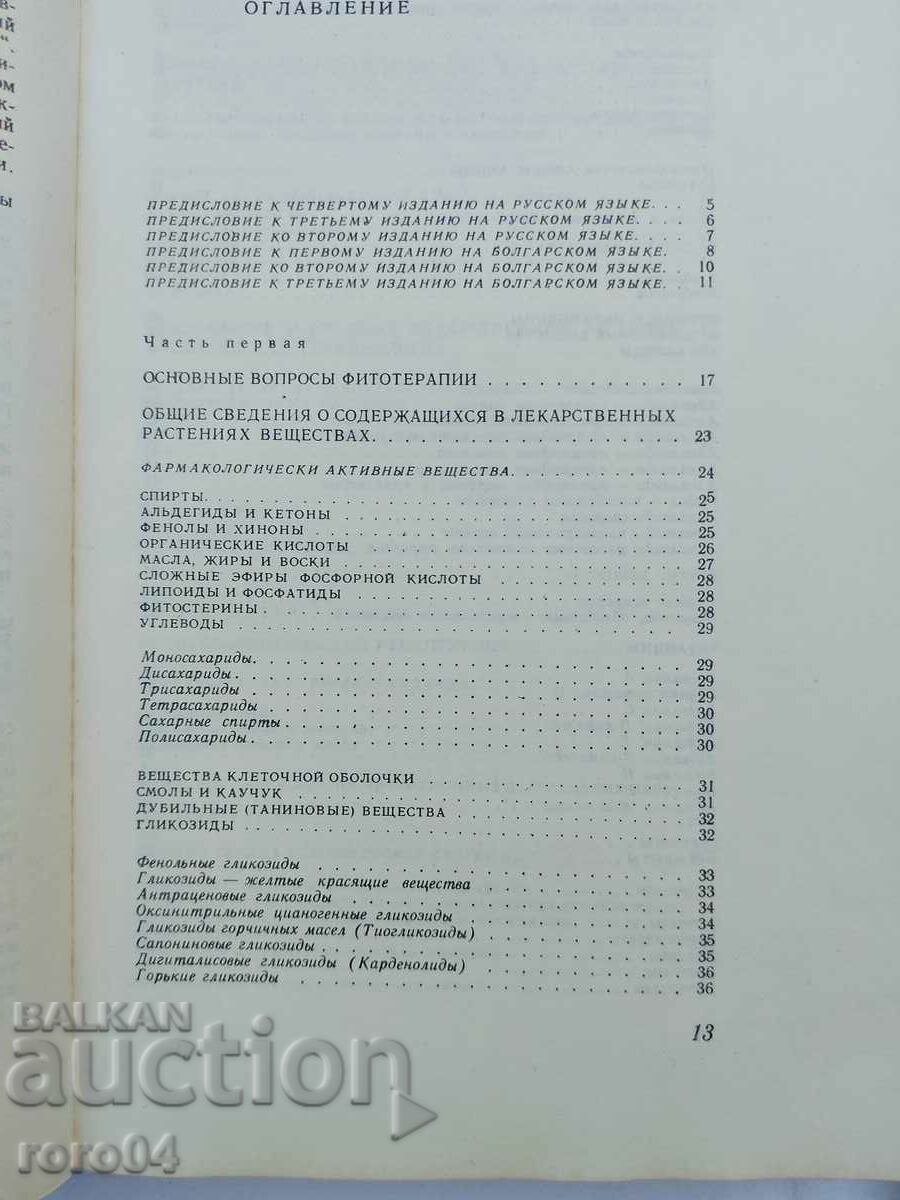 ОГЛАВЛЕНИЕ
ПРЕДИСЛОВИЕ К ЧЕТВЕРТОМУ ИЗДАНИЮ НА РУССКОМ ЯЗЫКЕ. . . 5
ПРЕДИСЛОВИЕ К ТРЕТЬЕМУ ИЗДАНИЮ НА РУССКОМ ЯЗЫКЕ. . . . 6
ПРЕДИСЛОВИЕ КО ВТОРОМУ ИЗДАНИЮ НА РУССКОМ ЯЗЫКЕ. . . . 7
ПРЕДИСЛОВИЕ К ПЕРВОМУ ИЗДАНИЮ НА БОЛГАРСКОМ ЯЗЫКЕ. 8
ПРЕДИСЛОВИЕ КО ВТОРОМУ ИЗДАНИЮ НА БОЛГАРСКОМ ЯЗЫКЕ. . 10
ПРЕДИСЛОВИЕ К ТРЕТЬЕМУ ИЗДАНИЮ НА БОЛГАРСКОМ ЯЗЫКЕ. . 11
Часть первая
ОСНОВНЫЕ ВОПРОСЫ ФИТОТЕРАПИИ . . . . . . . . . . . . 17
ОБЩИЕ СВЕДЕНИЯ О СОДЕРЖАЩИХСЯ В ЛЕКАРСТВЕННЫХ
РАСТЕНИЯХ ВЕЩЕСТВАХ. . . . . . . . . . . . . . . . . 23
ФАРМАКОЛОГИЧЕСКИ АКТИВНЫЕ ВЕЩЕСТВА. . . . . . . . . . 24
СПИРТЫ. . . . . . . . . . . . . . . . . . . . . . . 25
АЛЬДЕГИДЫ И КЕТОНЫ . . . . . . . . . . . . . . . . . 25
ФЕНОЛЫ И ХИНОНЫ . . . . . . . . . . . . . . . . . . 25
ОРГАНИЧЕСКИЕ КИСЛОТЫ . . . . . . . . . . . . . . . . 26
МАСЛА, ЖИРЫ И ВОСКИ . . . . . . . . . . . . . . . . . 27
СЛОЖНЫЕ ЭФИРЫ ФОСФОРНОЙ КИСЛОТЫ . . . . . . . . . . 28
ЛИПОИДЫ И ФОСФАТИДЫ . . . . . . . . . . . . . . . . . 28
ФИТОСТЕРИНЫ . . . . . . . . . . . . . . . . . . . . 28
УГЛЕВОДЫ . . . . . . . . . . . . . . . . . . . . . . 29
Моносахариды. . . . . . . . . . . . . . . . . . . . 29
Дисахариды. . . . . . . . . . . . . . . . . . . . . 29
Трисахариды . . . . . . . . . . . . . . . . . . . . 29
Тетрасахариды . . . . . . . . . . . . . . . . . . . 30
Сахарные спирты. . . . . . . . . . . . . . . . . . . 30
Полисахариды. . . . . . . . . . . . . . . . . . . . 30
ВЕЩЕСТВА КЛЕТОЧНОЙ ОБОЛОЧКИ . . . . . . . . . . . . . 31
СМОЛЫ И КАУЧУК . . . . . . . . . . . . . . . . . . . 31
ДУБИЛЬНЫЕ (ТАНИНОВЫЕ) ВЕЩЕСТВА . . . . . . . . . . . 32
ГЛИКОЗИДЫ . . . . . . . . . . . . . . . . . . . . . 32
Фенольные гликозиды . . . . . . . . . . . . . . . . . 33
Гликозиды — желтые красящие вещества . . . . . . . . 33
Антраценовые гликозиды . . . . . . . . . . . . . . . 34
Оксинитрильные цианогенные гликозиды . . . . . . . . 34
Гликозиды горчичных масел (Тиогликозиды) . . . . . . 35
Сапониновые гликозиды . . . . . . . . . . . . . . . . 35
Дигиталисовые гликозиды (Карденолиды) . . . . . . . . 36
Горькие гликозиды . . . . . . . . . . . . . . . . . . 36
13
BALKAN
auction
roro04